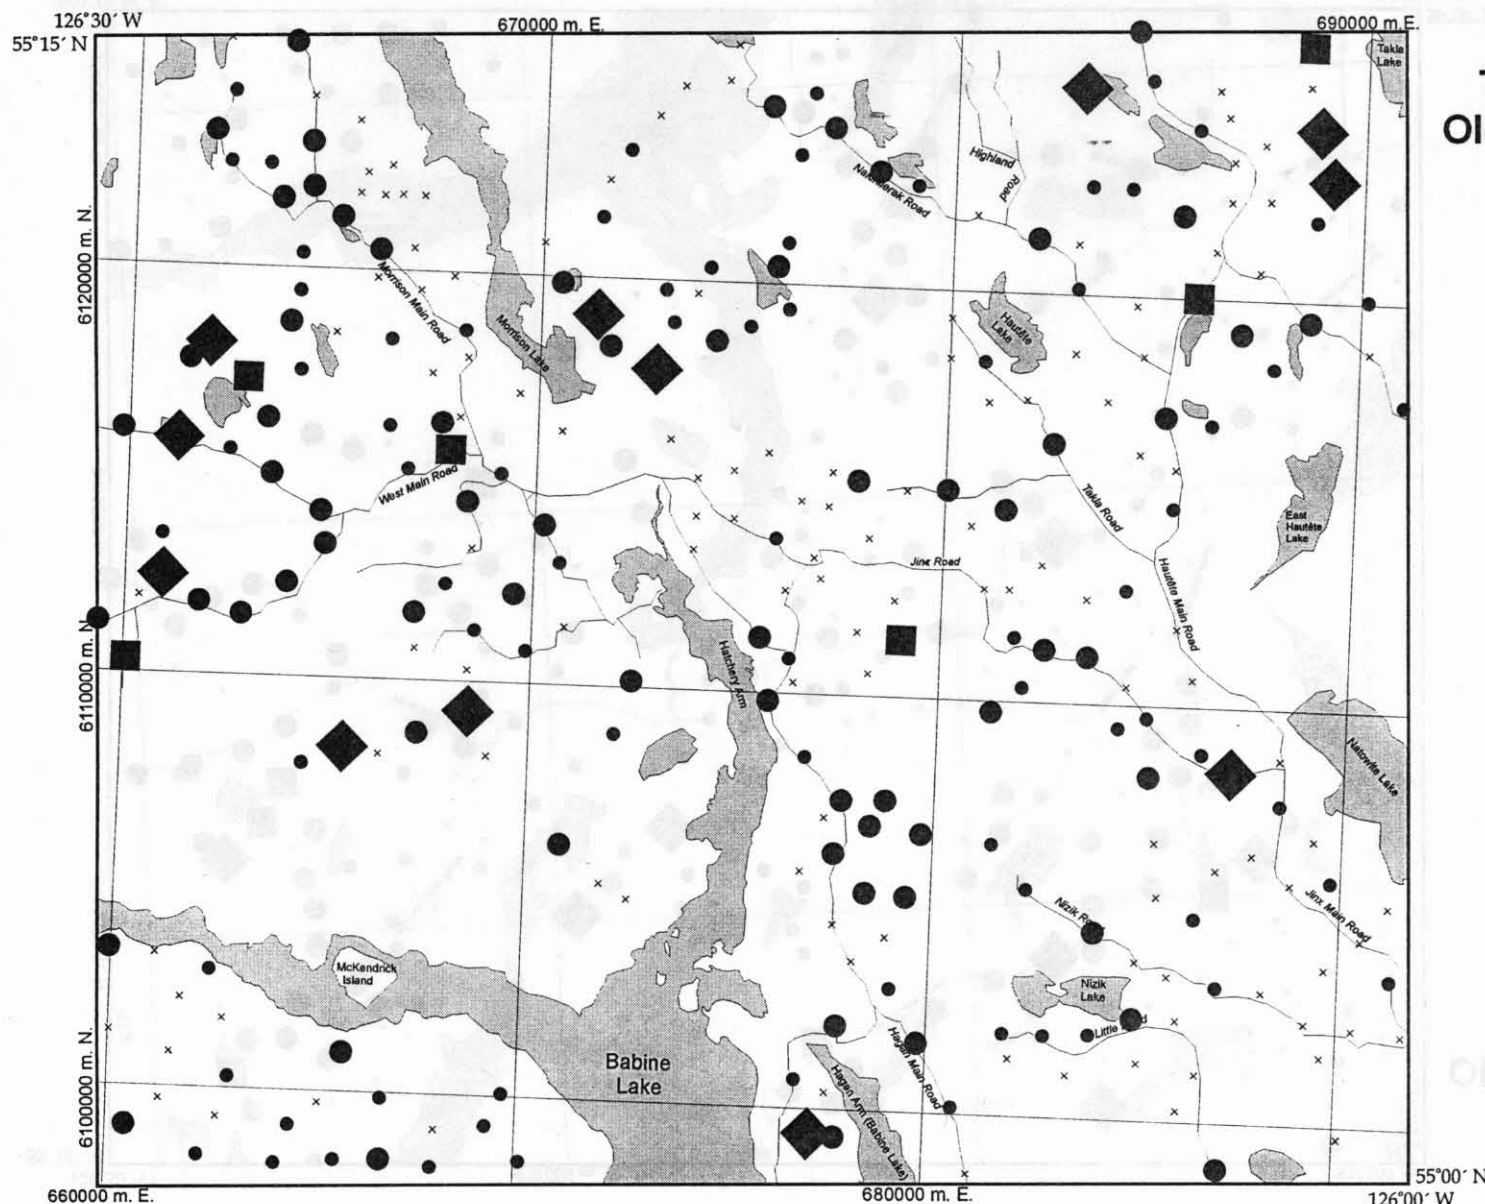 126°30´ W
670000 m. E.
690000 m.E.
55°15´ N
Takla
Lake
Ol
Highland
Road
Road
6120000 m. N.
Morrison Main Road
Morrison Lake
Hautête
Lake
West Main Road
Takla Road
East
Hautête
Lake
Jinx Road
Hautête Main Road
6110000 m. N.
Hatchery Arm
Natowite Lake
Nizik
Jinx Main Road
McKendrick
Island
Nizik
Lake
Little
Babine
Lake
Hagan Main Road
Hagan Arm (Babine Lake)
6100000 m. N.
660000 m. E.
680000 m. E.
55°00´ N
126°00´ W